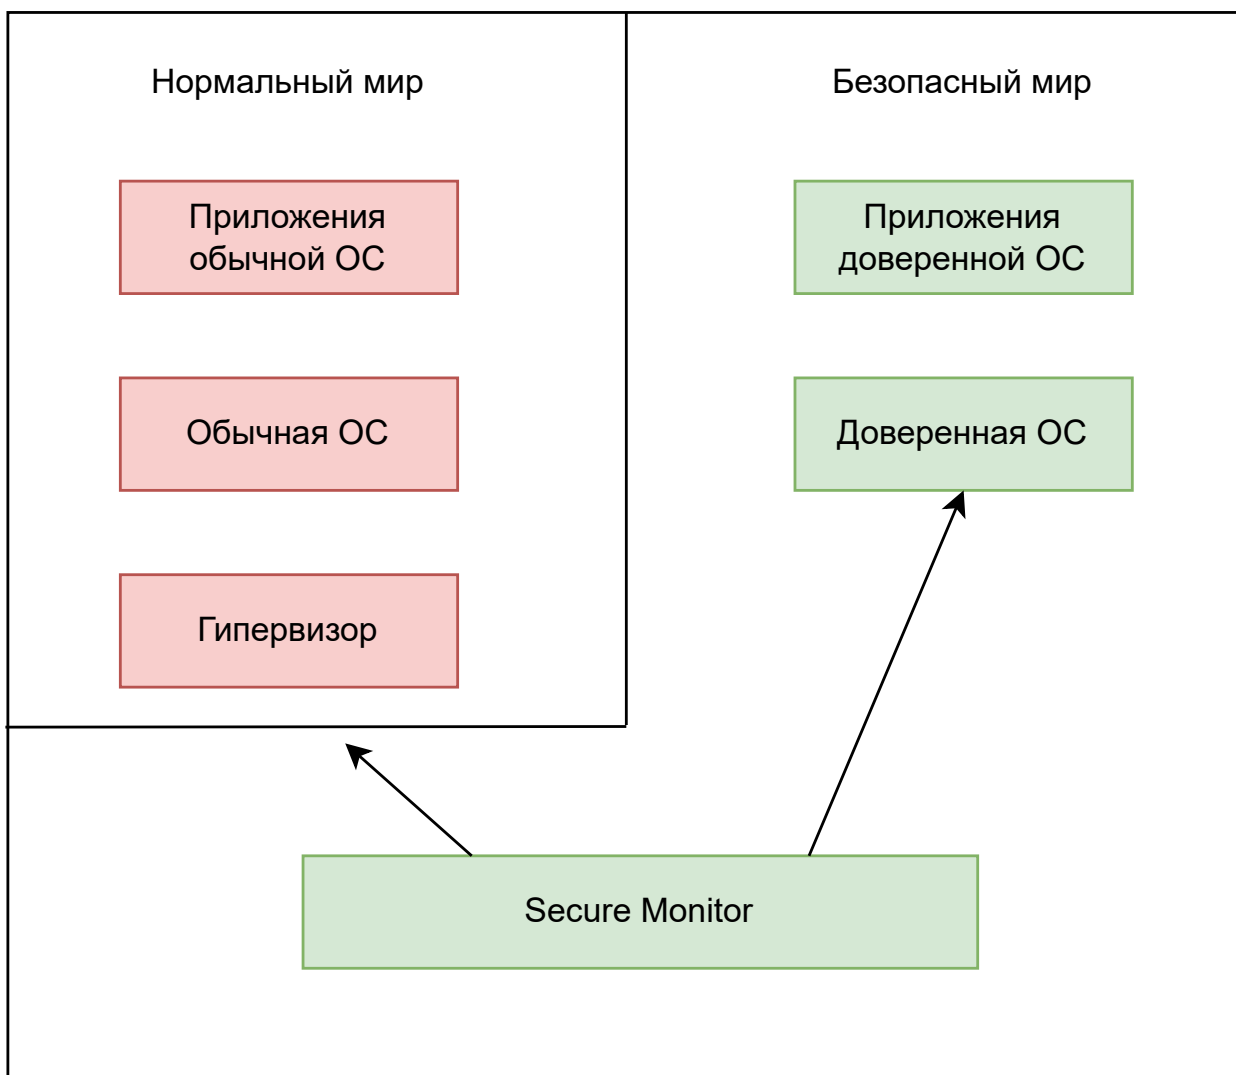 Нормальный мир
Безопасный мир
Приложения
обычной ОС
Приложения
доверенной ОС
Обычная ОС
Доверенная ОС
Гипервизор
Secure Monitor